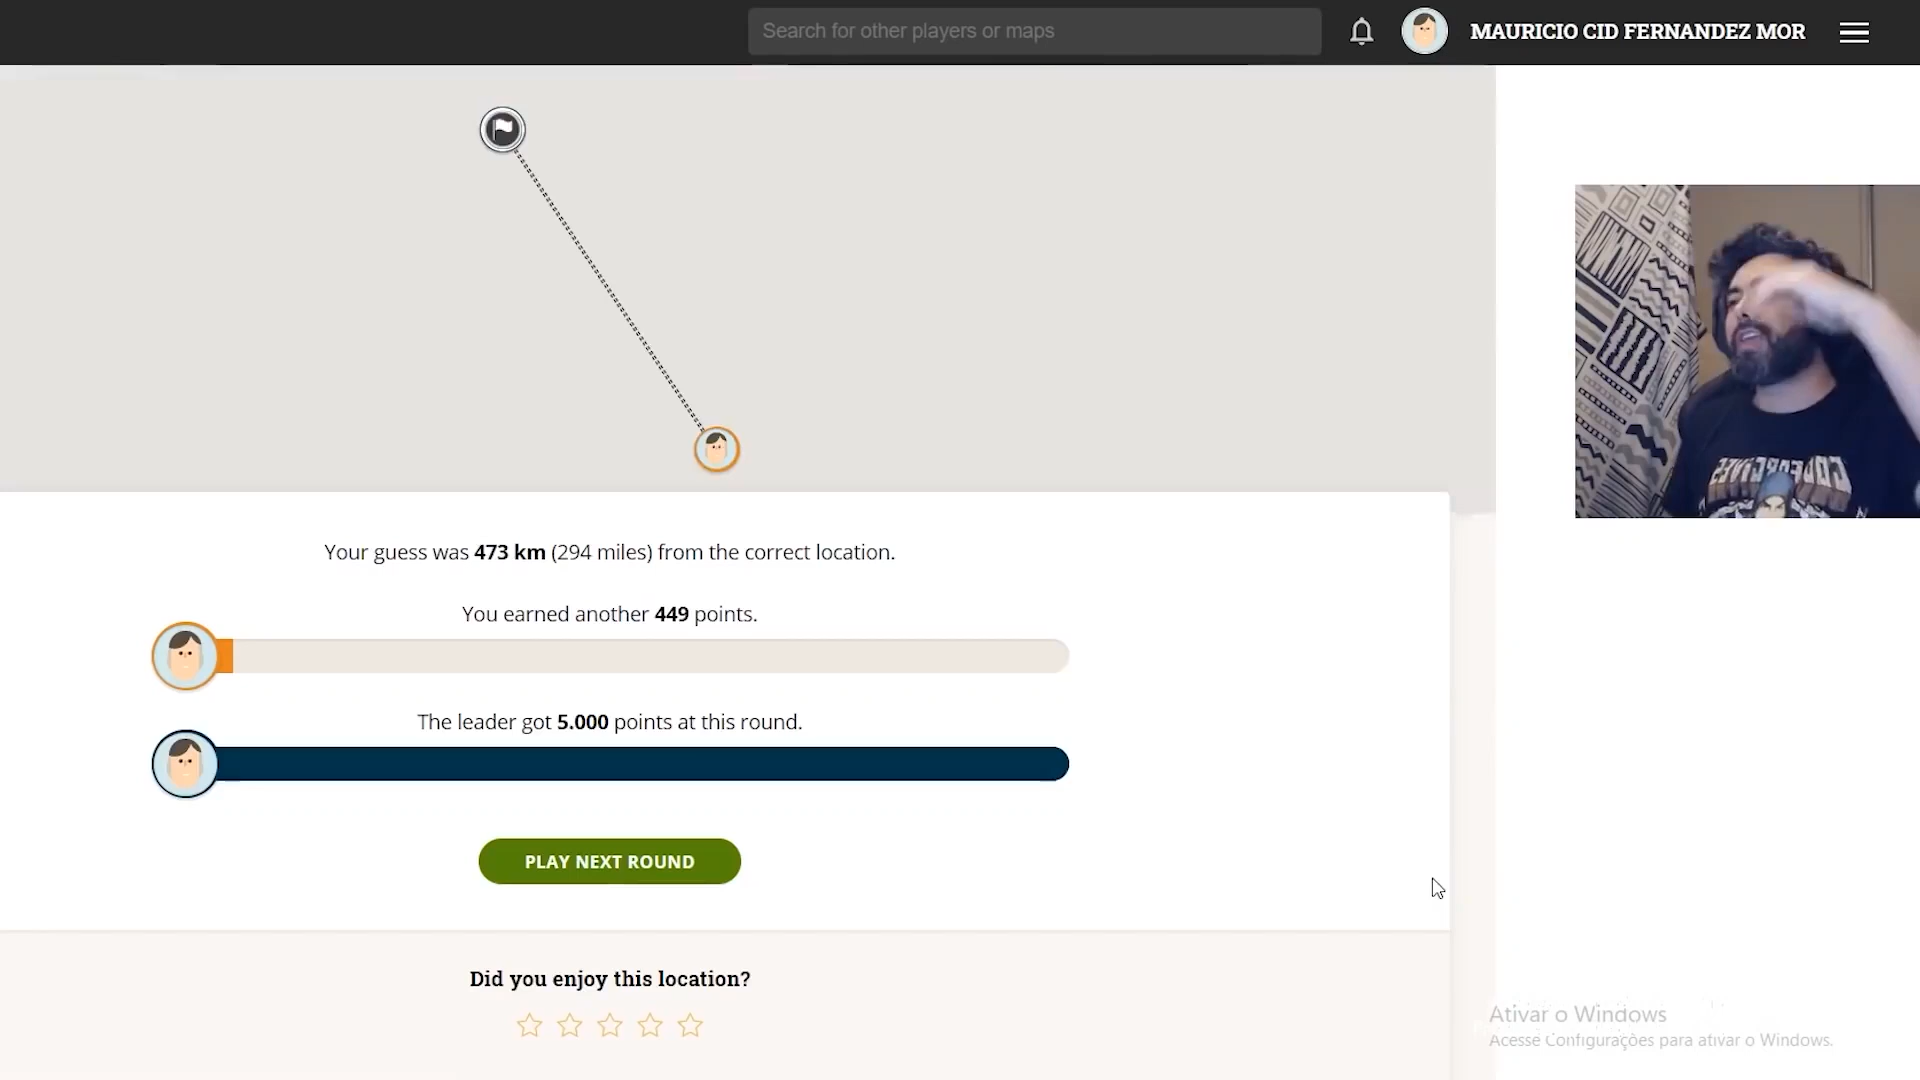 Search for other players or maps
MAURICIO CID FERNANDEZ MOR
Your guess was 473 km (294 miles) from the correct location.
You earned another 449 points.
The leader got 5.000 points at this round.
PLAY NEXT ROUND
Did you enjoy this location?
Ativar o Windows
Acesse Configurações para ativar o Windows.